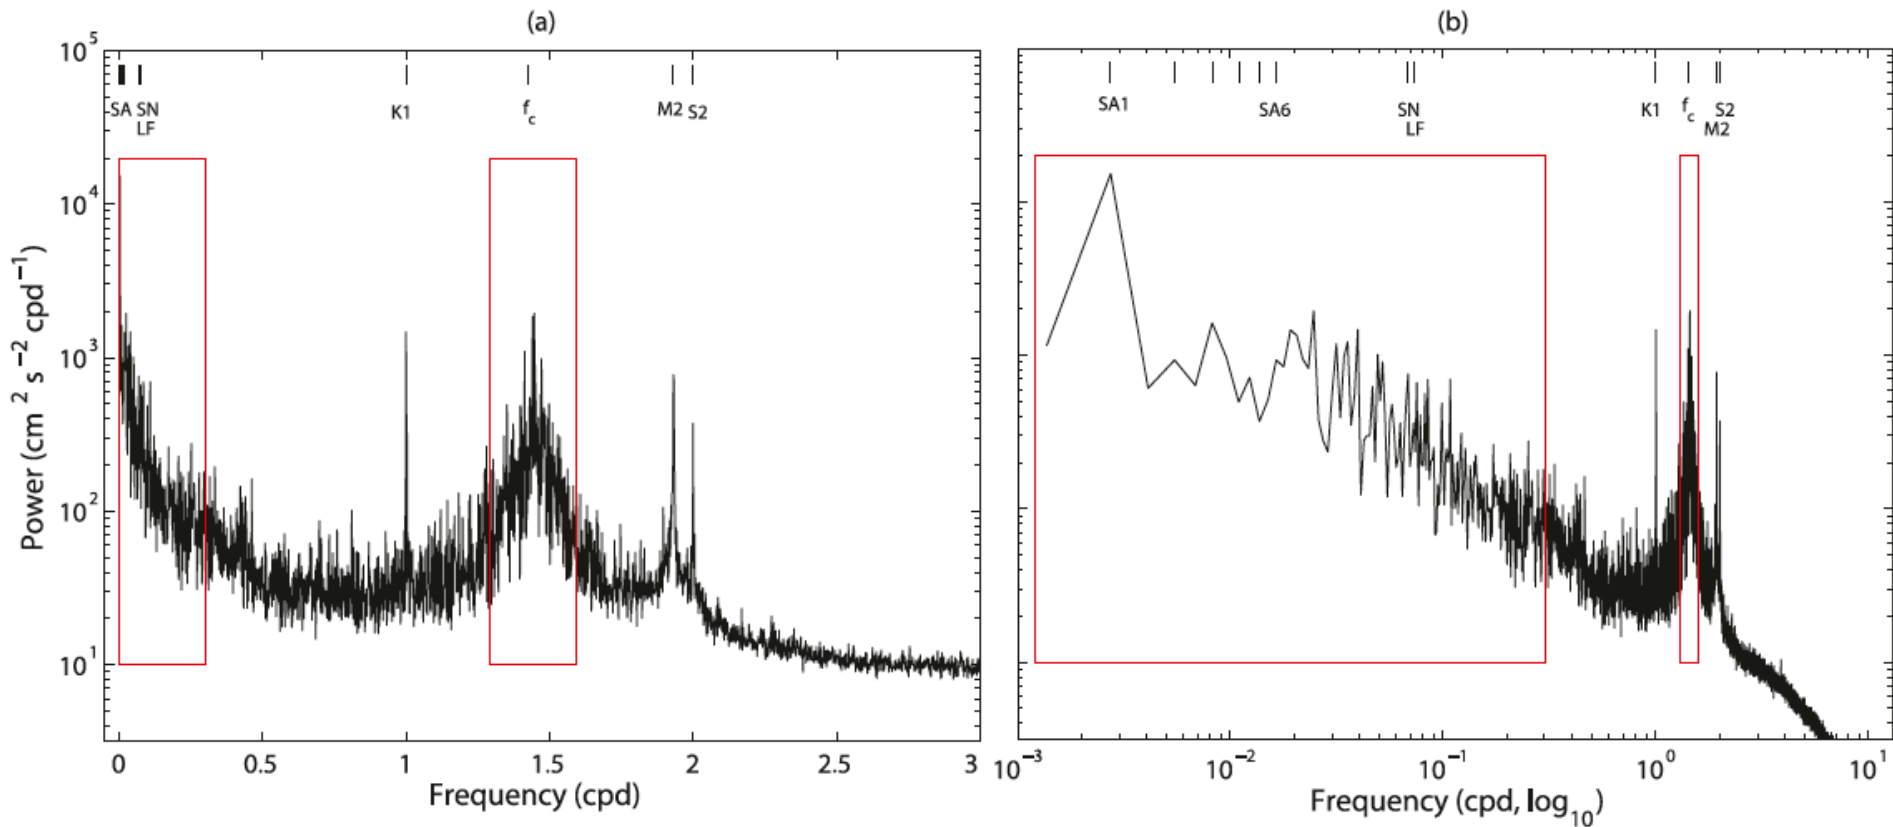 (a)
10^5
SA SN K1 f_c M2 S2
LF
10^4
10^3
10^2
10^1
Power (cm^2 s^-2 cpd^-1)
0 0.5 1 1.5 2 2.5 3
Frequency (cpd)
(b)
SA1 SA6 SN K1 f_c S2
LF M2
10^-3 10^-2 10^-1 10^0 10^1
Frequency (cpd, log_10)